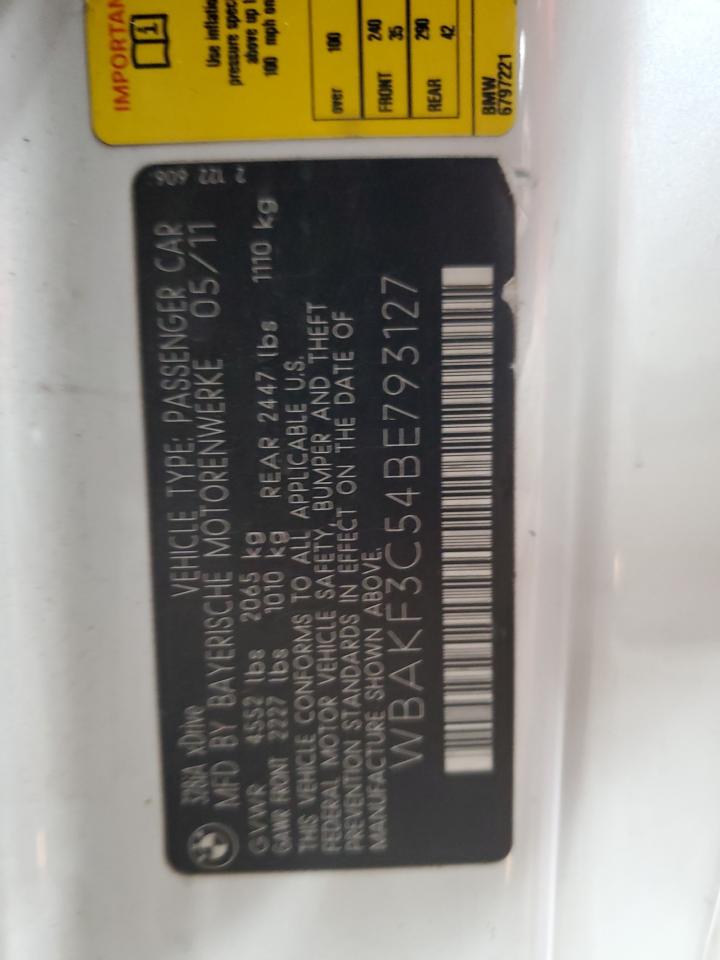 IMPORTAN
Use inflation
pressure spec
above up
100 mph
over 100
FRONT 240 35
REAR 290 42
BMW
6797221
2 122 606
328iA xDrive VEHICLE TYPE: PASSENGER CAR
MFD BY BAYERISCHE MOTORENWERKE 05/11
GVWR 4552 lbs 2065 kg
GAWR FRONT 2227 lbs 1010 kg REAR 2447 lbs 1110 kg
THIS VEHICLE CONFORMS TO ALL APPLICABLE U.S.
FEDERAL MOTOR VEHICLE SAFETY, BUMPER AND THEFT
PREVENTION STANDARDS IN EFFECT ON THE DATE OF
MANUFACTURE SHOWN ABOVE.
WBAKF3C54BE793127